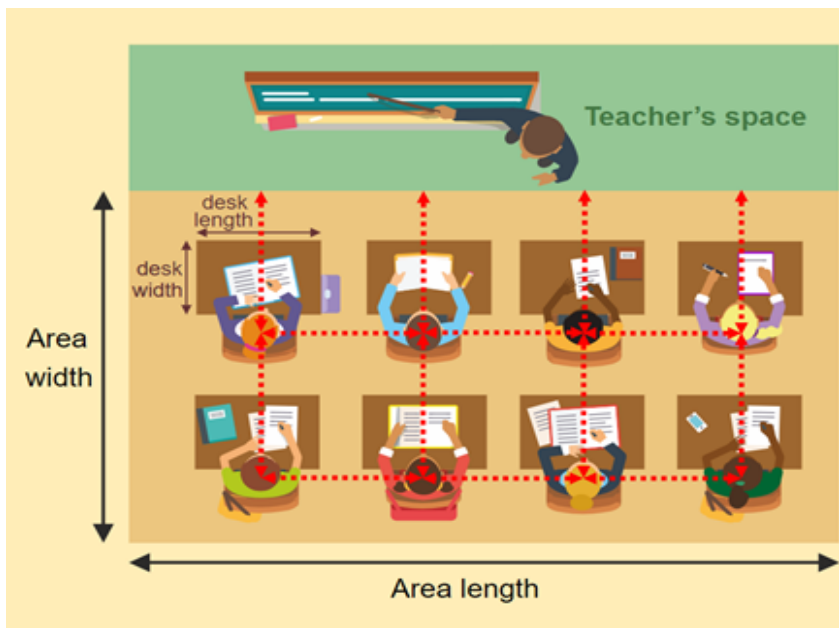 Teacher's space
desk
length
desk
width
Area
width
Area length